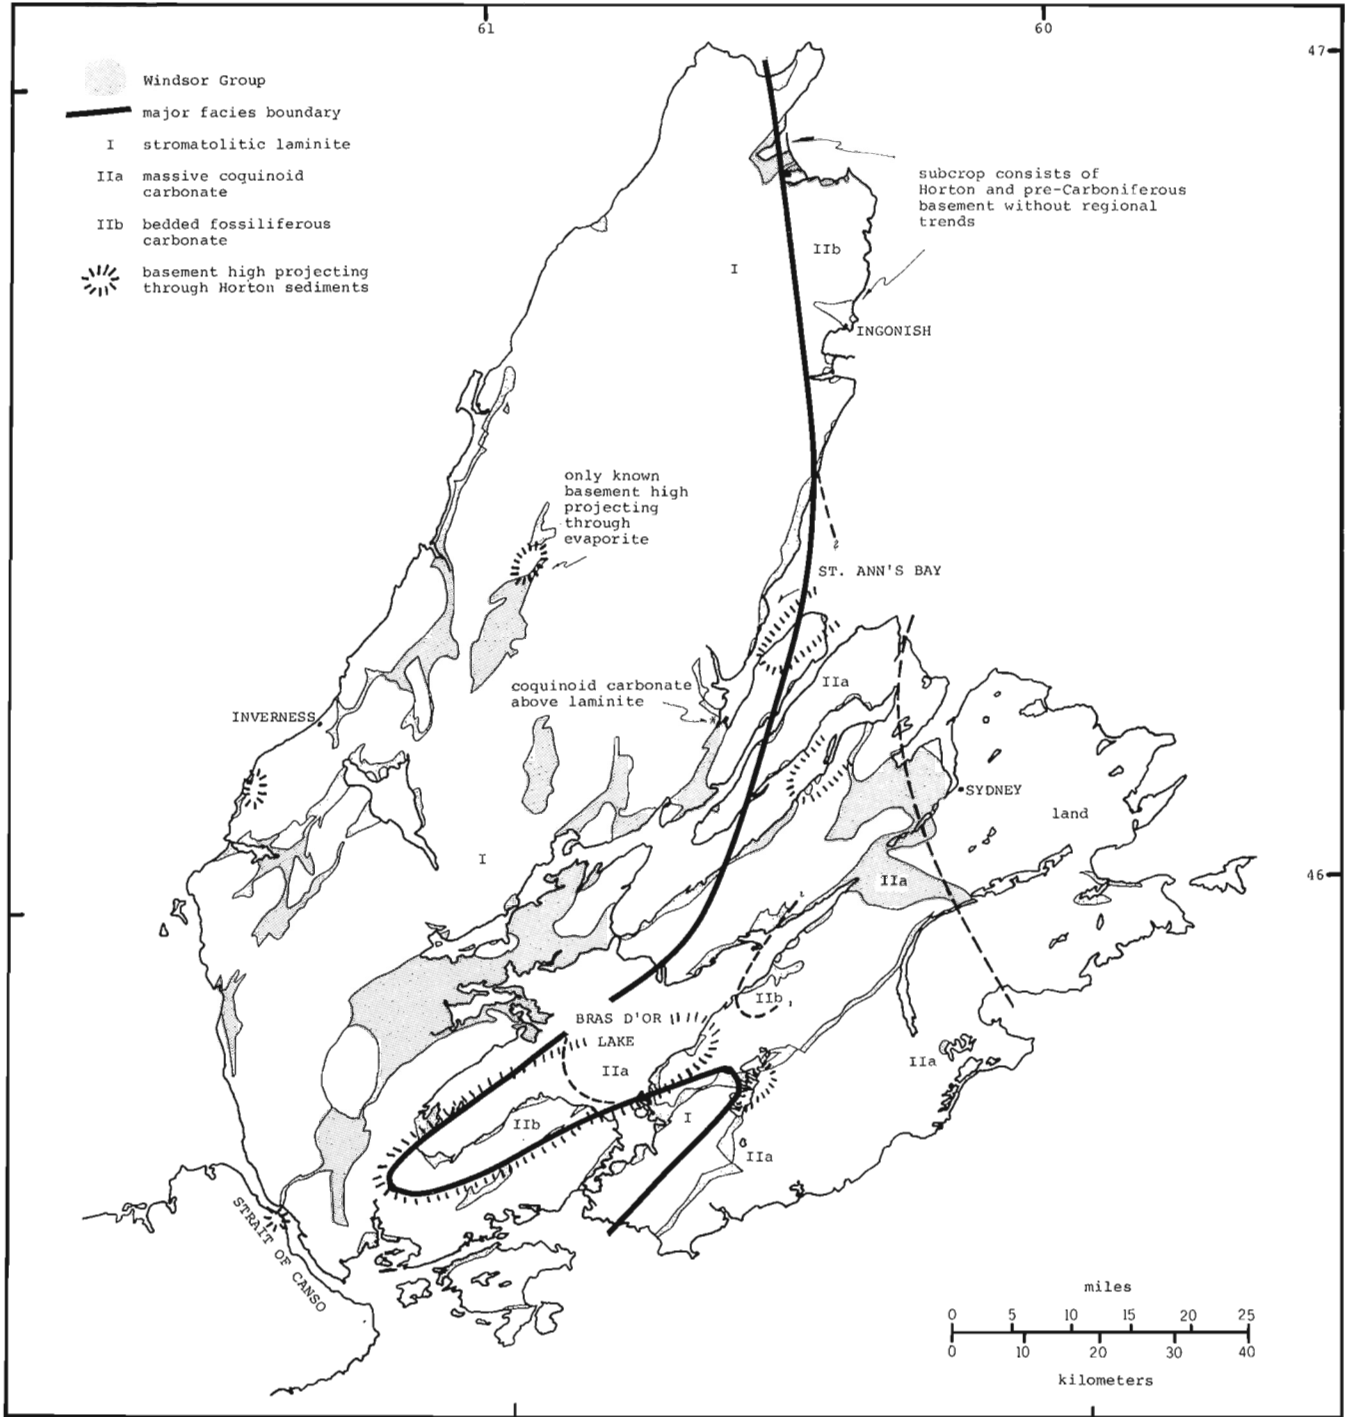 61
60
47
Windsor Group
major facies boundary
I stromatolitic laminite
IIa massive coquinoid
carbonate
IIb bedded fossiliferous
carbonate
basement high projecting
through Horton sediments
subcrop consists of
Horton and pre-Carboniferous
basement without regional
trends
IIb
I
INGONISH
only known
basement high
projecting
through
evaporite
?
ST. ANN'S BAY
coquinoid carbonate
above laminite
*
IIa
INVERNESS
SYDNEY
land
I
46
IIa
?
IIb
BRAS D'OR
LAKE
IIa
IIa
IIb
I
IIa
STRAIT OF CANSO
miles
0 5 10 15 20 25
0 10 20 30 40
kilometers